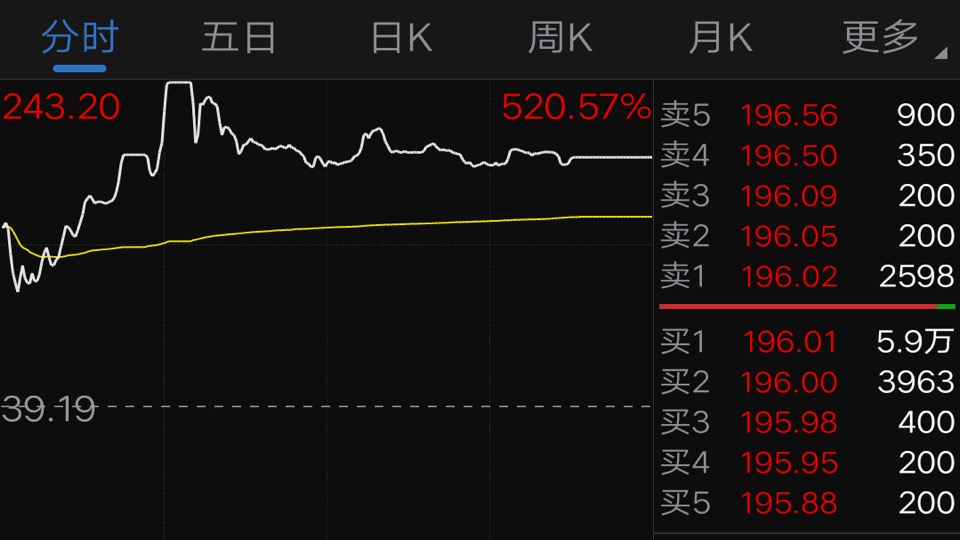 分时 五日 日K 周K 月K 更多
243.20 520.57%
39.19
卖5 196.56 900
卖4 196.50 350
卖3 196.09 200
卖2 196.05 200
卖1 196.02 2598
买1 196.01 5.9万
买2 196.00 3963
买3 195.98 400
买4 195.95 200
买5 195.88 200